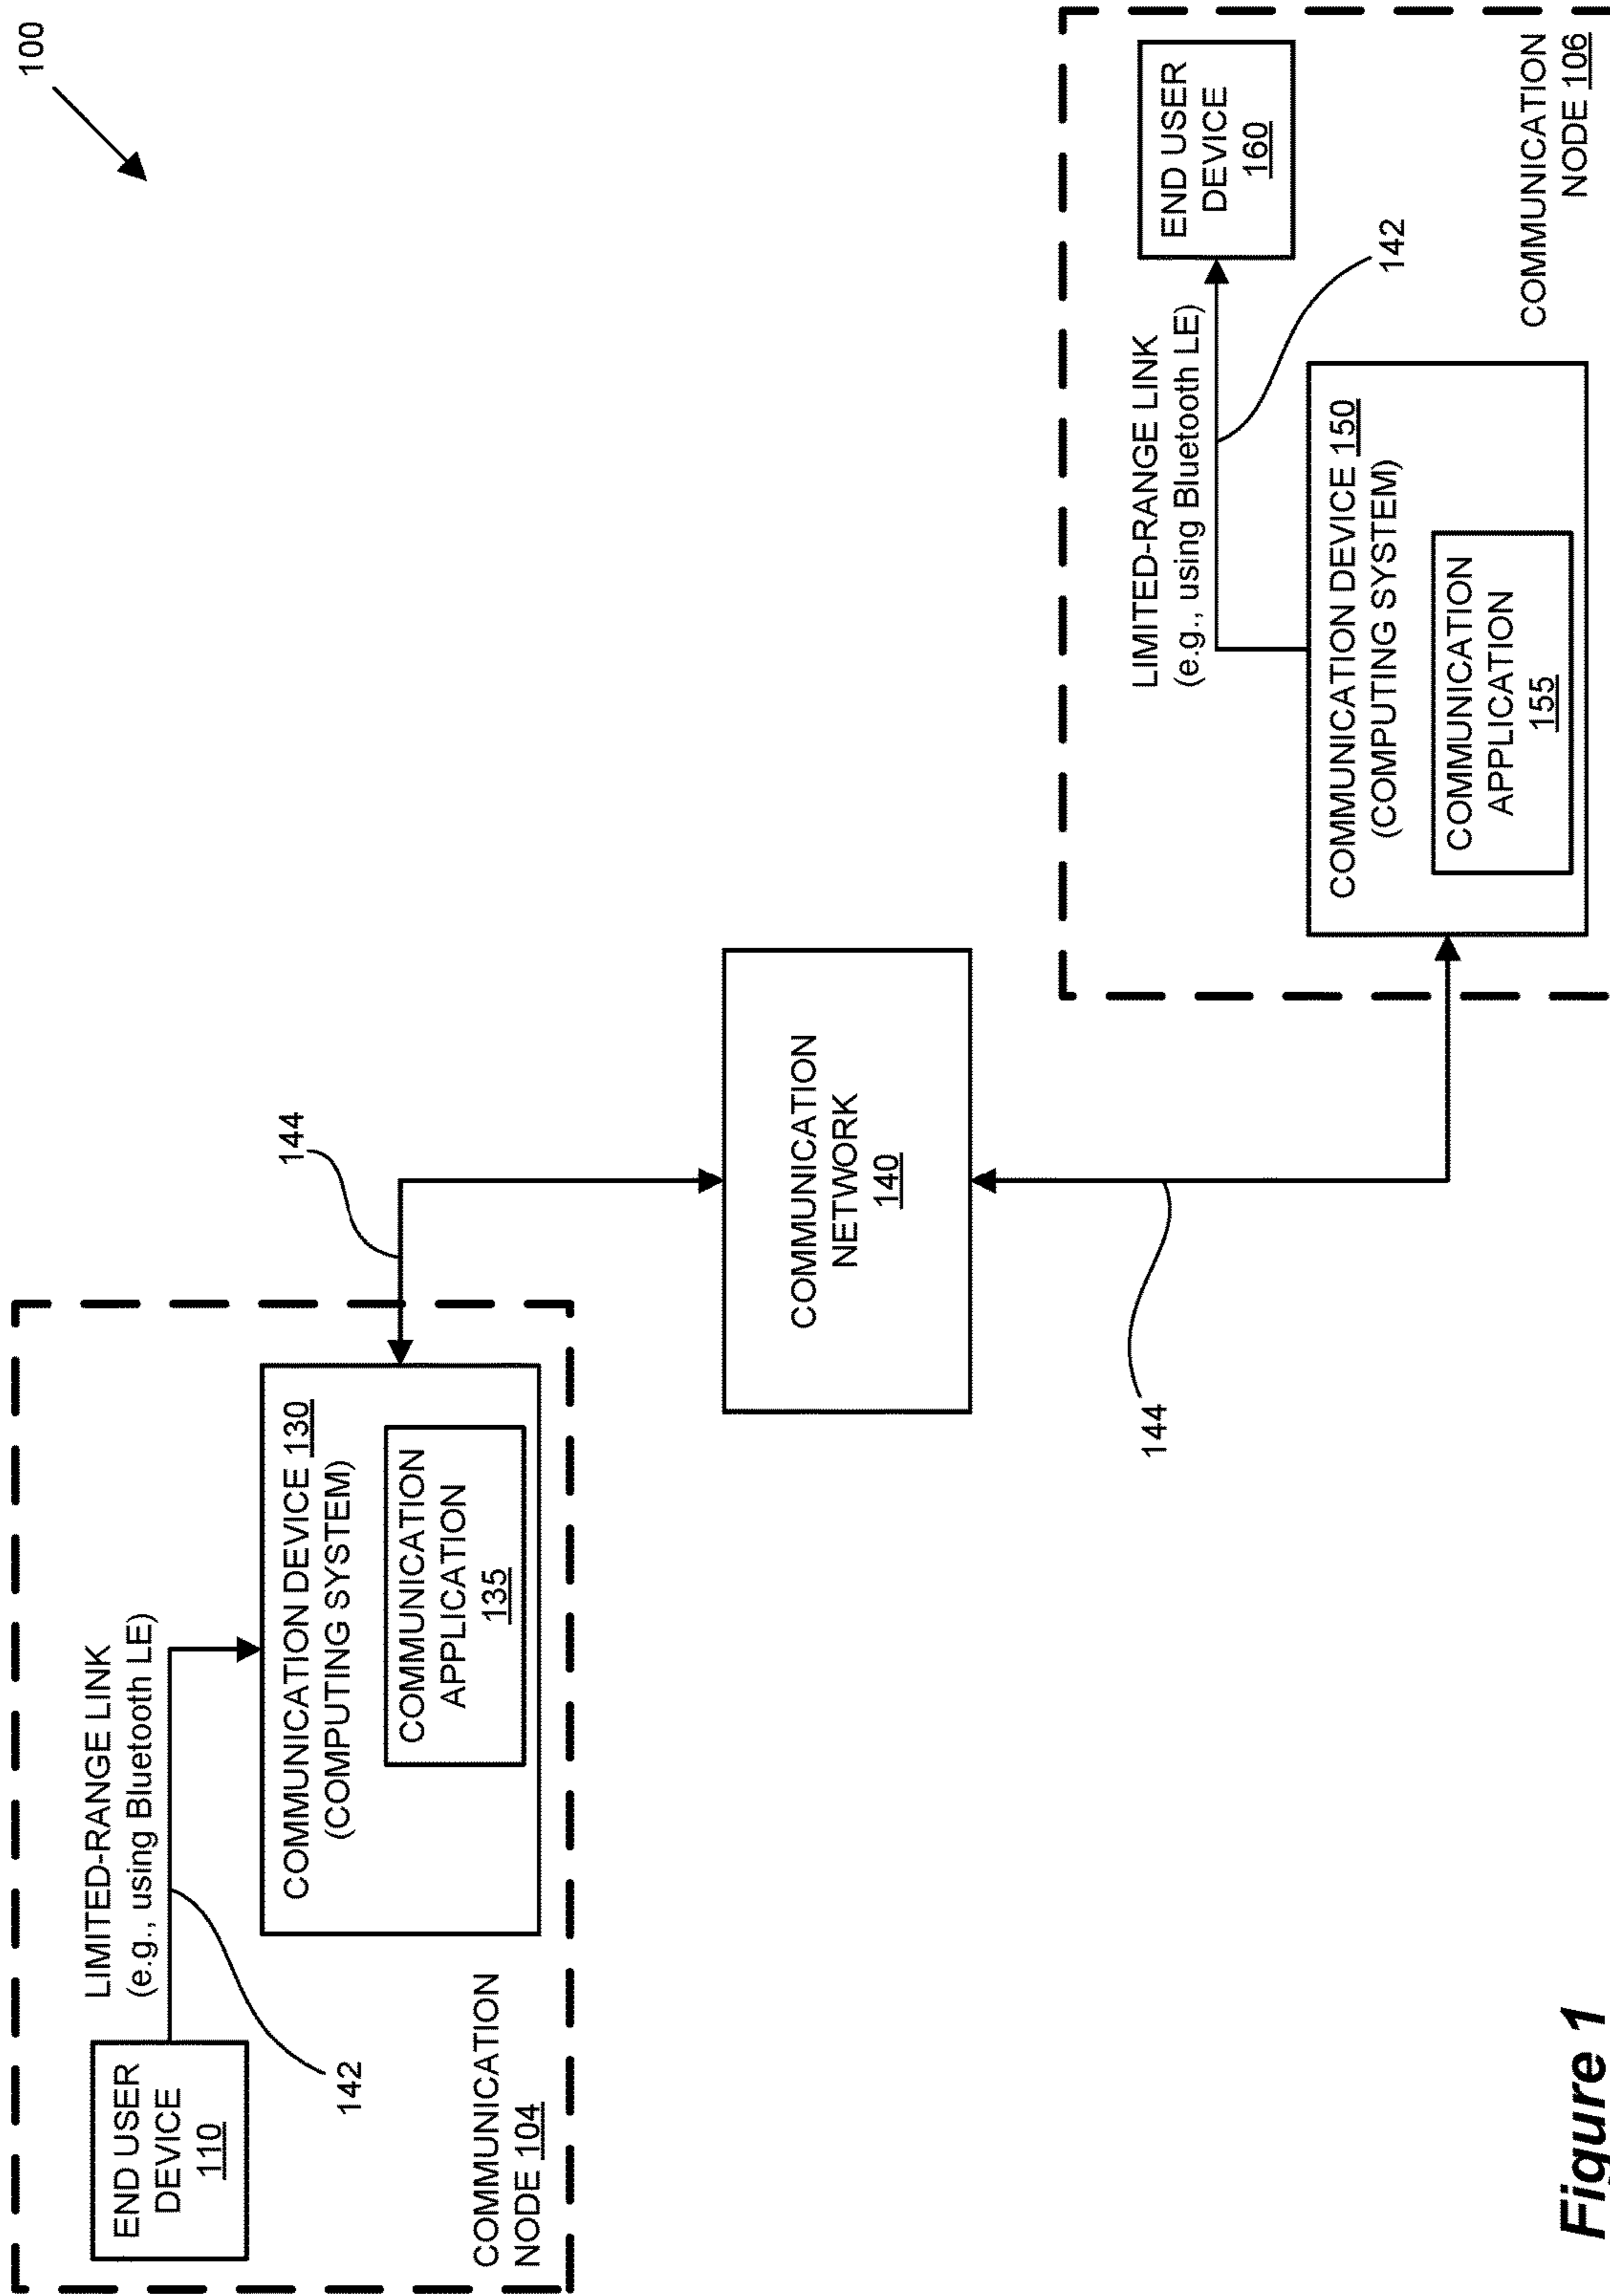 100
LIMITED-RANGE LINK
(e.g., using Bluetooth LE)
END USER
DEVICE
110
142
COMMUNICATION DEVICE 130
(COMPUTING SYSTEM)
COMMUNICATION
APPLICATION
135
COMMUNICATION
NODE 104
144
COMMUNICATION
NETWORK
140
144
LIMITED-RANGE LINK
(e.g., using Bluetooth LE)
END USER
DEVICE
160
142
COMMUNICATION DEVICE 150
(COMPUTING SYSTEM)
COMMUNICATION
APPLICATION
155
COMMUNICATION
NODE 106
Figure 1